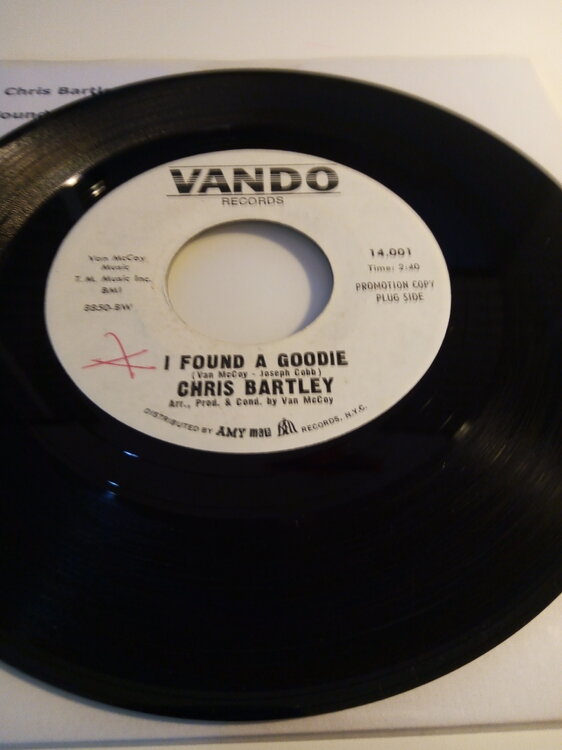 Chris Bartl
ound
VANDO
RECORDS
Van McCoy
Music
T.M. Music Inc.
BMI
14,001
Time: 2:40
PROMOTION COPY
PLUG SIDE
I FOUND A GOODIE
(Van McCoy - Joseph Cobb)
CHRIS BARTLEY
Arr., Prod. & Cond. by Van McCoy
DISTRIBUTED BY AMY mala BELL RECORDS, N.Y.C.